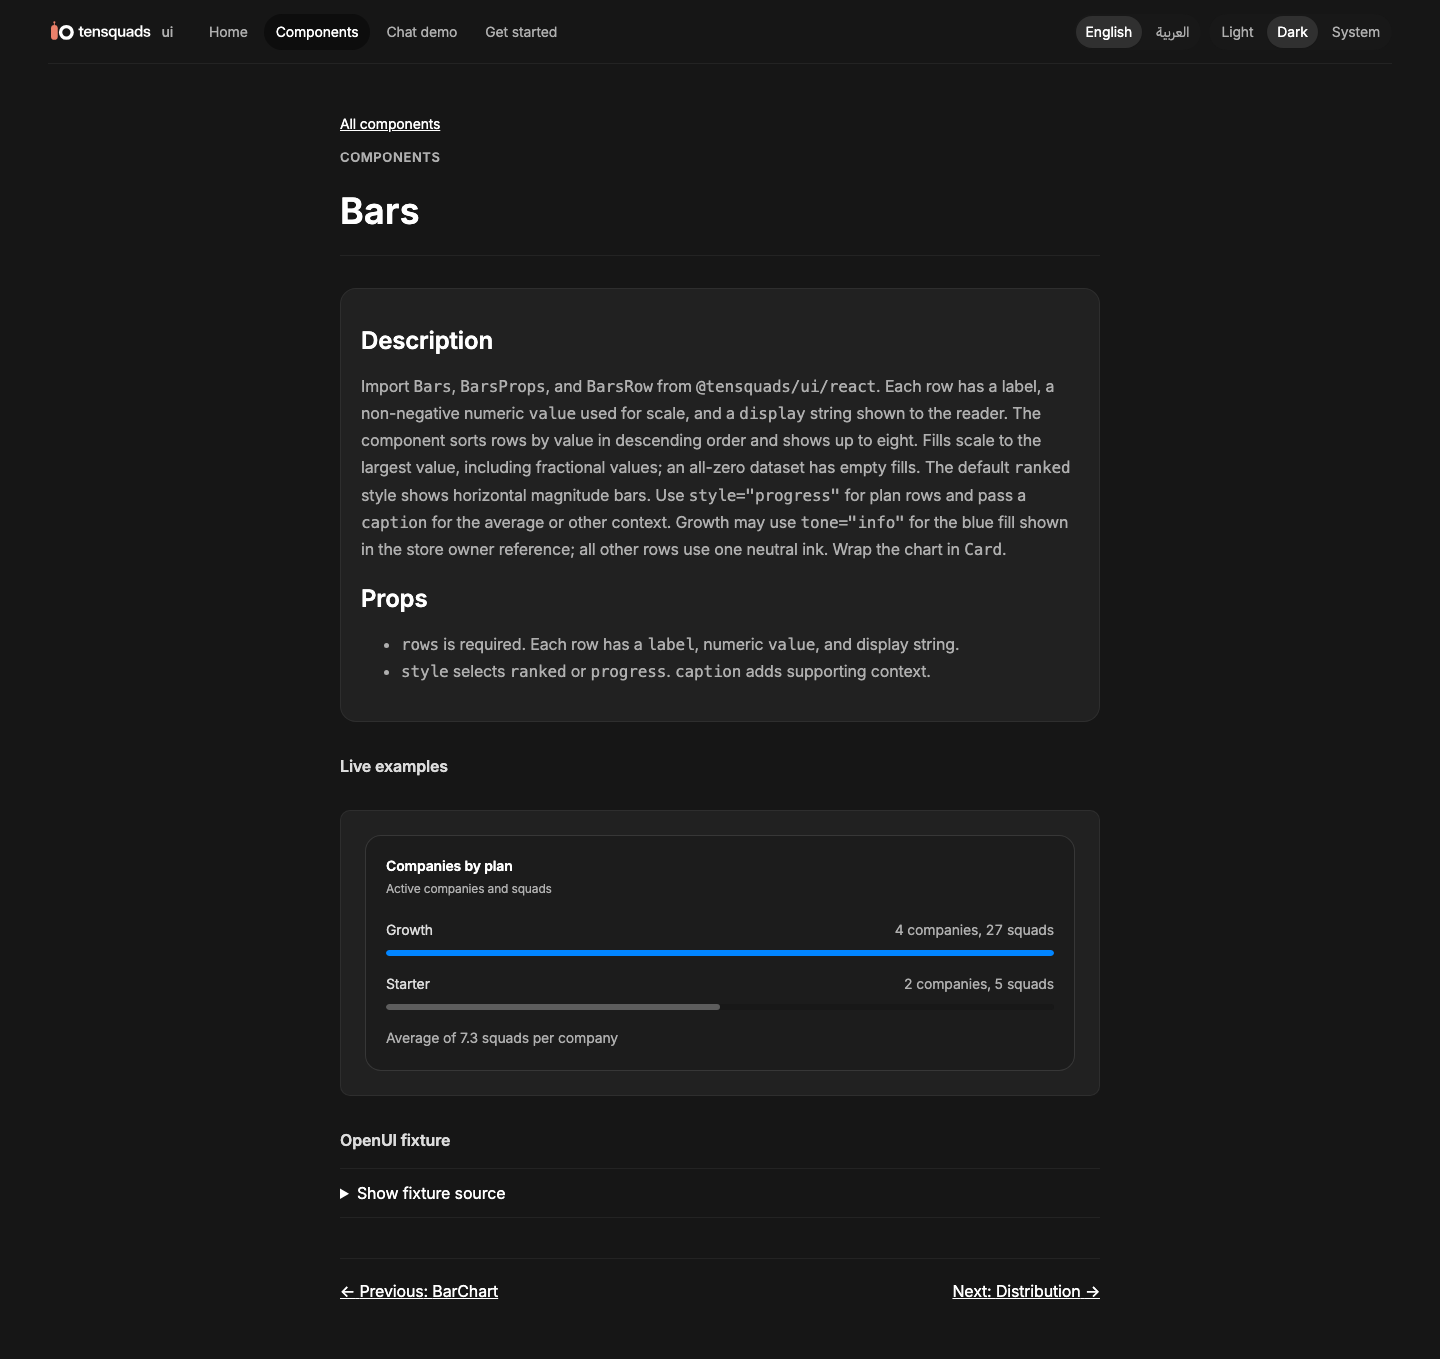 tensquads ui
Home
Components
Chat demo
Get started
English
العربية
Light
Dark
System
All components
COMPONENTS
Bars
Description
Import Bars, BarsProps, and BarsRow from @tensquads/ui/react. Each row has a label, a
non-negative numeric value used for scale, and a display string shown to the reader. The
component sorts rows by value in descending order and shows up to eight. Fills scale to the
largest value, including fractional values; an all-zero dataset has empty fills. The default ranked
style shows horizontal magnitude bars. Use style="progress" for plan rows and pass a
caption for the average or other context. Growth may use tone="info" for the blue fill shown
in the store owner reference; all other rows use one neutral ink. Wrap the chart in Card.
Props
• rows is required. Each row has a label, numeric value, and display string.
• style selects ranked or progress. caption adds supporting context.
Live examples
Companies by plan
Active companies and squads
Growth 4 companies, 27 squads
Starter 2 companies, 5 squads
Average of 7.3 squads per company
OpenUI fixture
▶ Show fixture source
← Previous: BarChart
Next: Distribution →